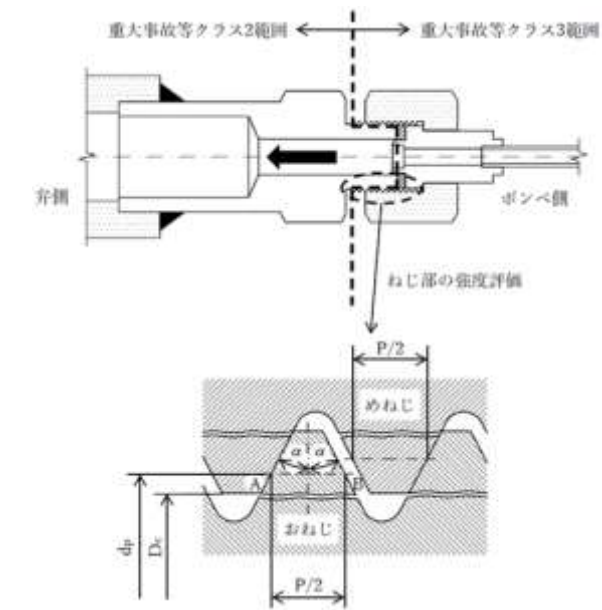 重大事故等クラス2範囲
重大事故等クラス3範囲
弁側
ボンベ側
ねじ部の強度評価
P/2
めねじ
α α
A
B
おねじ
dp
Dc
P/2